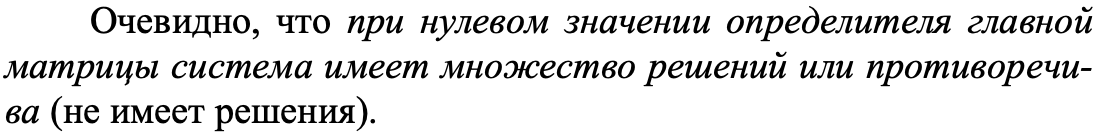 Очевидно, что при нулевом значении определителя главной
матрицы система имеет множество решений или противоречи-
ва (не имеет решения).